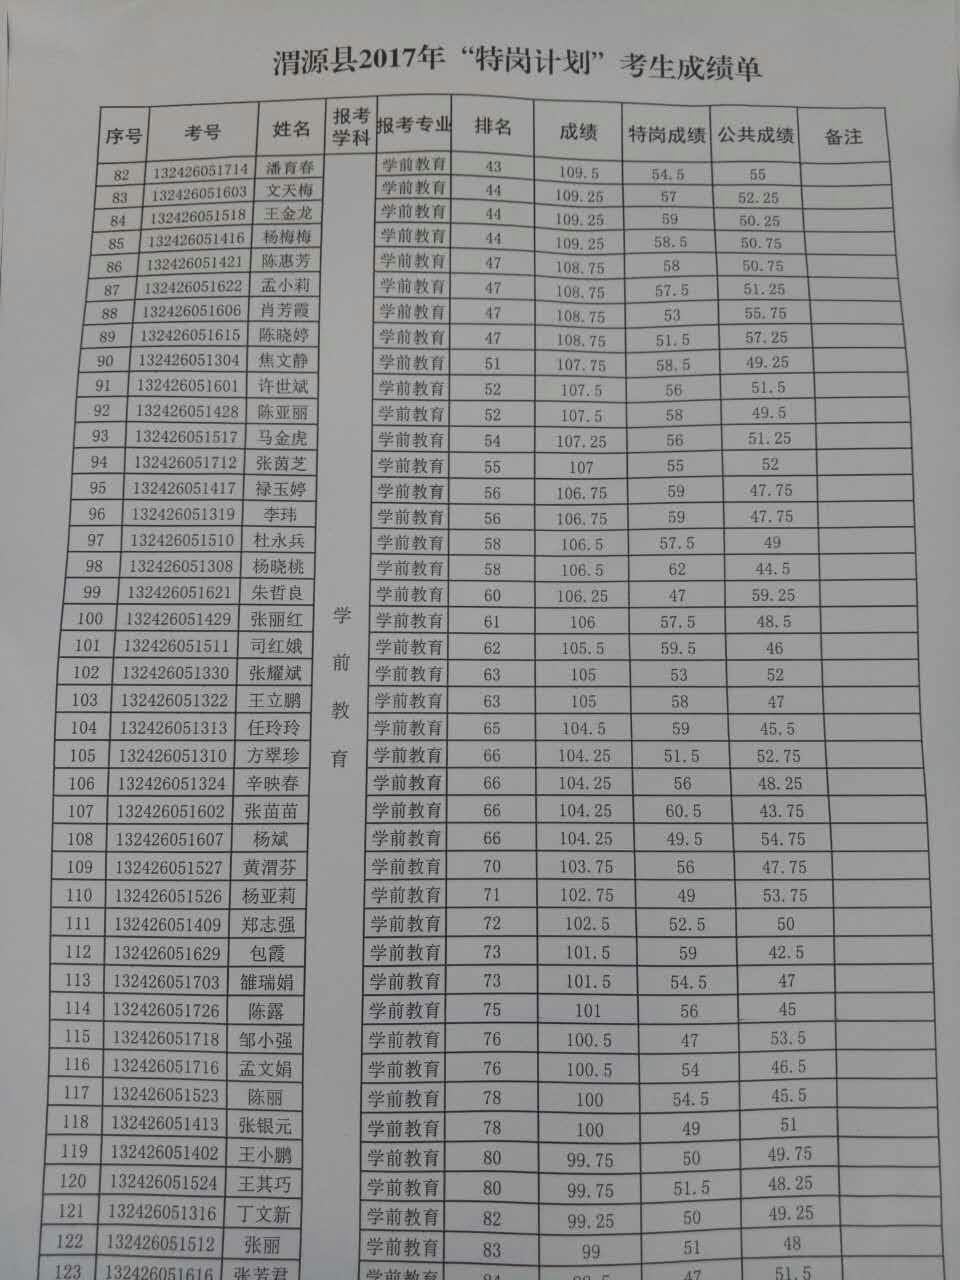 渭源县2017年“特岗计划”考生成绩单
序号 考号 姓名 报考学科 报考专业 排名 成绩 特岗成绩 公共成绩 备注
82 132426051714 潘育春 学前教育 43 109.5 54.5 55
83 132426051603 文天梅 学前教育 44 109.25 57 52.25
84 132426051518 王金龙 学前教育 44 109.25 59 50.25
85 132426051416 杨梅梅 学前教育 44 109.25 58.5 50.75
86 132426051421 陈惠芳 学前教育 47 108.75 58 50.75
87 132426051622 孟小莉 学前教育 47 108.75 57.5 51.25
88 132426051606 肖芳霞 学前教育 47 108.75 53 55.75
89 132426051615 陈晓婷 学前教育 47 108.75 51.5 57.25
90 132426051304 焦文静 学前教育 51 107.75 58.5 49.25
91 132426051601 许世斌 学前教育 52 107.5 56 51.5
92 132426051428 陈亚丽 学前教育 52 107.5 58 49.5
93 132426051517 马金虎 学前教育 54 107.25 56 51.25
94 132426051712 张茵芝 学前教育 55 107 55 52
95 132426051417 禄玉婷 学前教育 56 106.75 59 47.75
96 132426051319 李玮 学前教育 56 106.75 59 47.75
97 132426051510 杜永兵 学前教育 58 106.5 57.5 49
98 132426051308 杨晓桃 学前教育 58 106.5 62 44.5
99 132426051621 朱哲良 学前教育 60 106.25 47 59.25
100 132426051429 张丽红 学前教育 61 106 57.5 48.5
101 132426051511 司红娥 学前教育 62 105.5 59.5 46
102 132426051330 张耀斌 学前教育 63 105 53 52
103 132426051322 王立鹏 学前教育 63 105 58 47
104 132426051313 任玲玲 学前教育 65 104.5 59 45.5
105 132426051310 方翠珍 学前教育 66 104.25 51.5 52.75
106 132426051324 辛映春 学前教育 66 104.25 56 48.25
107 132426051602 张苗苗 学前教育 66 104.25 60.5 43.75
108 132426051607 杨斌 学前教育 66 104.25 49.5 54.75
109 132426051527 黄渭芬 学前教育 70 103.75 56 47.75
110 132426051526 杨亚莉 学前教育 71 102.75 49 53.75
111 132426051409 郑志强 学前教育 72 102.5 52.5 50
112 132426051629 包霞 学前教育 73 101.5 59 42.5
113 132426051703 雒瑞娟 学前教育 73 101.5 54.5 47
114 132426051726 陈露 学前教育 75 101 56 45
115 132426051718 邹小强 学前教育 76 100.5 47 53.5
116 132426051716 孟文娟 学前教育 76 100.5 54 46.5
117 132426051523 陈丽 学前教育 78 100 54.5 45.5
118 132426051413 张银元 学前教育 78 100 49 51
119 132426051402 王小鹏 学前教育 80 99.75 50 49.75
120 132426051524 王其巧 学前教育 80 99.75 51.5 48.25
121 132426051316 丁文新 学前教育 82 99.25 50 49.25
122 132426051512 张丽 学前教育 83 99 51 48
123 132426051616 张芳君 学前教育 84 98.5 47 51.5
学
前
教
育